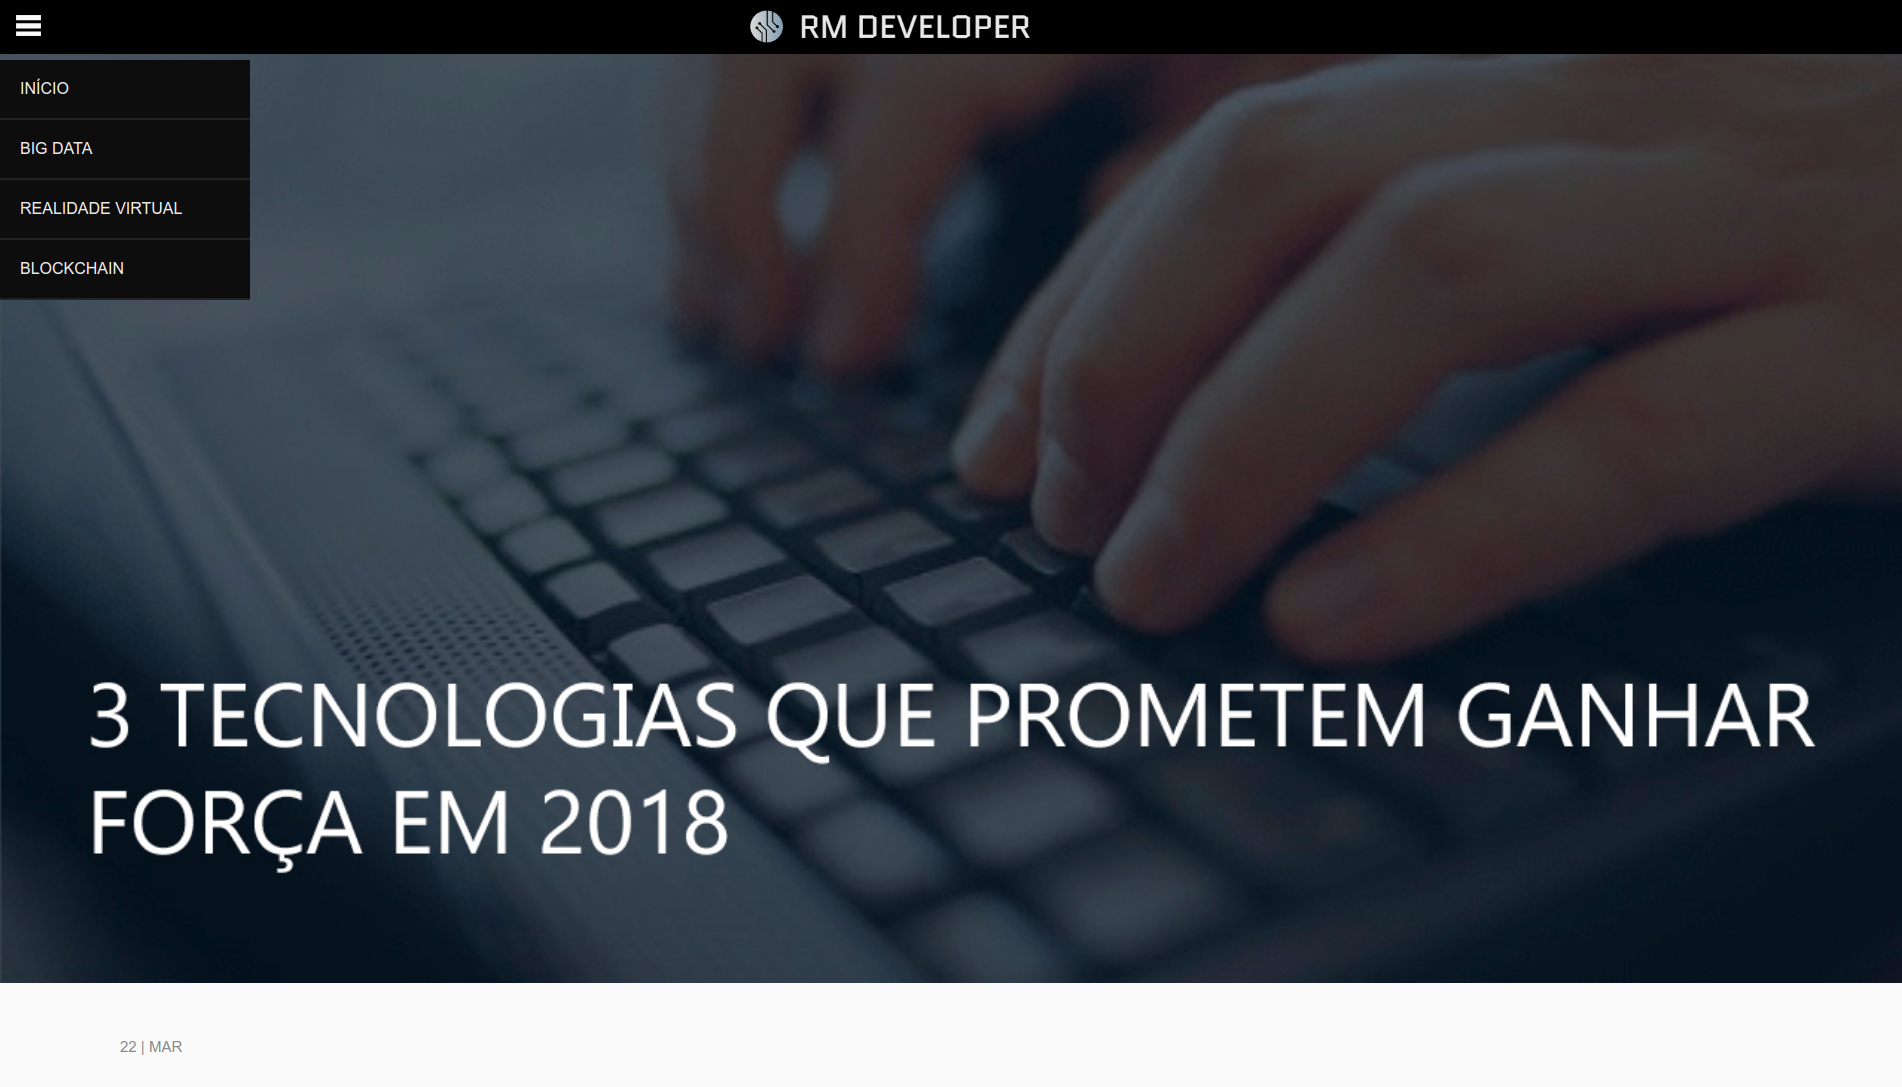 RM DEVELOPER
INÍCIO
BIG DATA
REALIDADE VIRTUAL
BLOCKCHAIN
3 TECNOLOGIAS QUE PROMETEM GANHAR
FORÇA EM 2018
22 | MAR